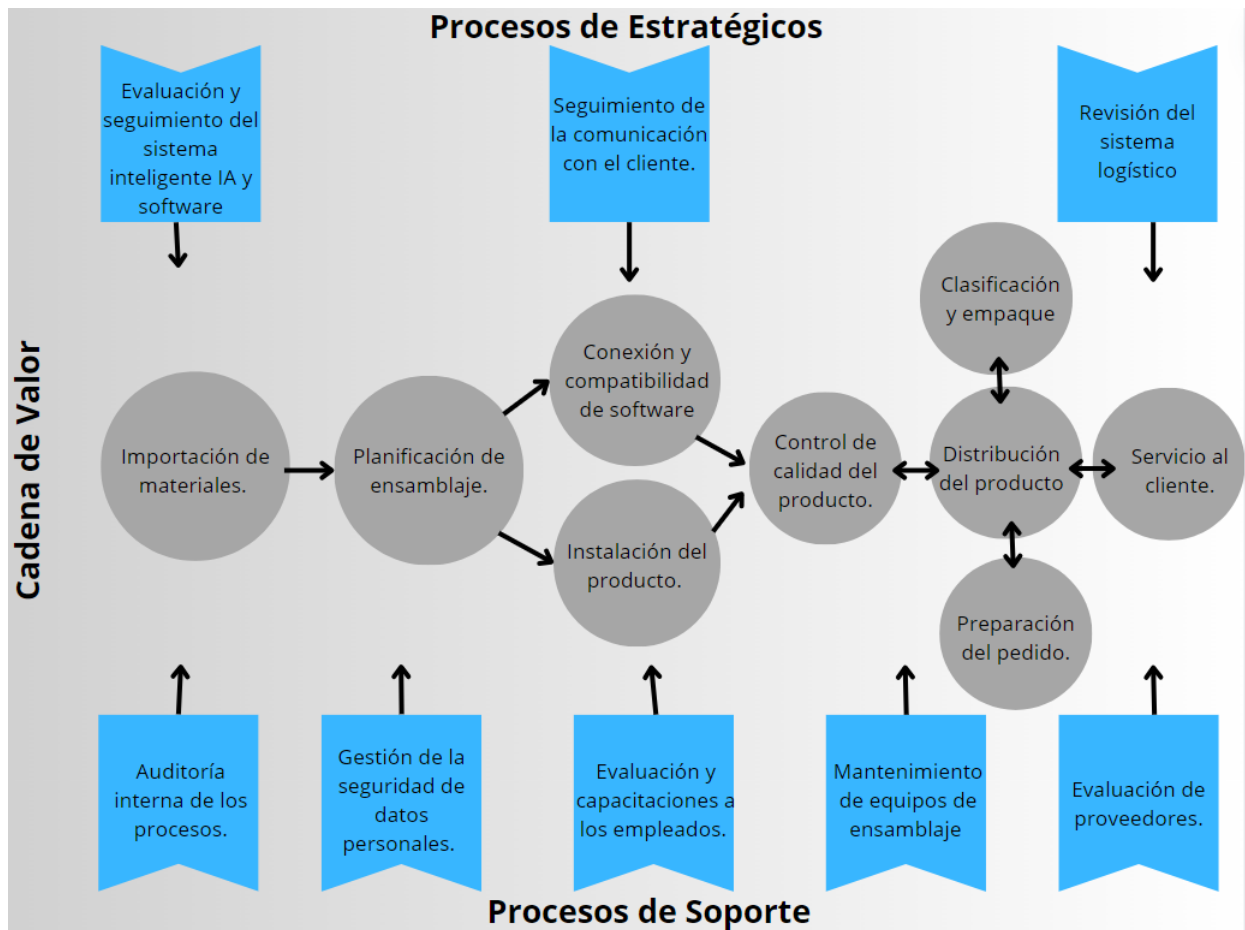 Procesos de Estratégicos
Evaluación y
seguimiento del
sistema
inteligente IA y
software
Seguimiento de
la comunicación
con el cliente.
Revisión del
sistema
logístico
Cadena de Valor
Importación de
materiales.
Planificación de
ensamblaje.
Conexión y
compatibilidad
de software
Instalación del
producto.
Control de
calidad del
producto.
Clasificación
y empaque
Distribución
del producto
Preparación
del pedido.
Servicio al
cliente.
Auditoría
interna de los
procesos.
Gestión de la
seguridad de
datos
personales.
Evaluación y
capacitaciones a
los empleados.
Mantenimiento
de equipos de
ensamblaje
Evaluación de
proveedores.
Procesos de Soporte